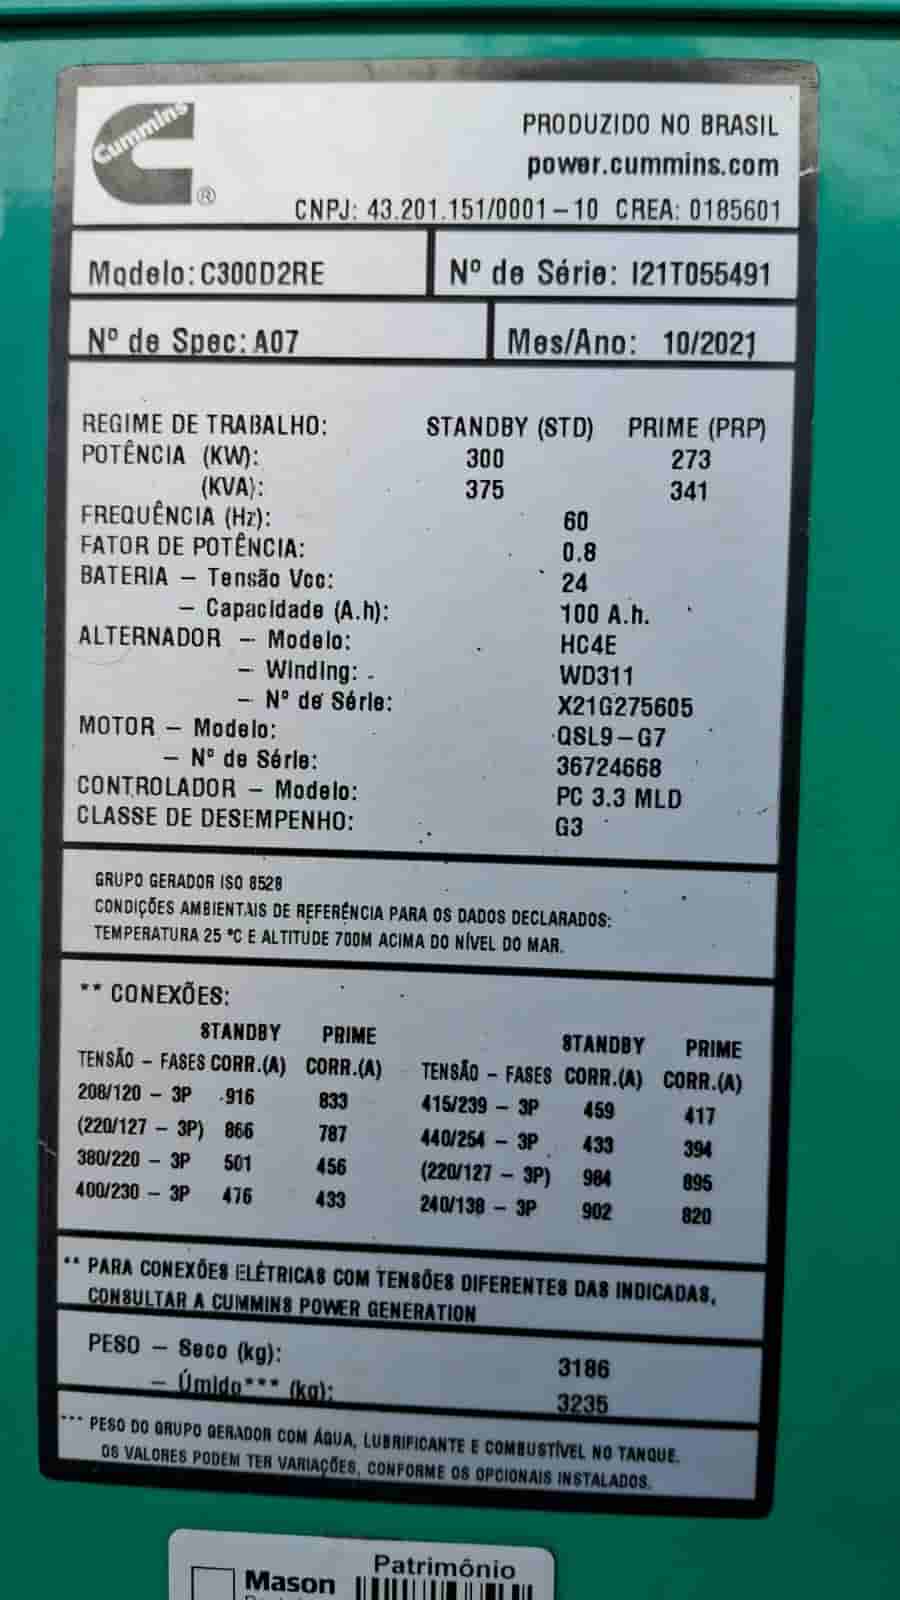 Cummins
®
PRODUZIDO NO BRASIL
power.cummins.com
CNPJ: 43.201.151/0001-10 CREA: 0185601
Modelo: C300D2RE
Nº de Série: I21T055491
Nº de Spec: A07
Mes/Ano: 10/2021
REGIME DE TRABALHO: STANDBY (STD) PRIME (PRP)
POTÊNCIA (KW): 300 273
(KVA): 375 341
FREQUÊNCIA (Hz): 60
FATOR DE POTÊNCIA: 0.8
BATERIA - Tensão Vcc: 24
- Capacidade (A.h): 100 A.h.
ALTERNADOR - Modelo: HC4E
- Winding: WD311
- Nº de Série: X21G275605
MOTOR - Modelo: QSL9-G7
- Nº de Série: 36724668
CONTROLADOR - Modelo: PC 3.3 MLD
CLASSE DE DESEMPENHO: G3
GRUPO GERADOR ISO 8528
CONDIÇÕES AMBIENTAIS DE REFERÊNCIA PARA OS DADOS DECLARADOS:
TEMPERATURA 25 °C E ALTITUDE 700M ACIMA DO NÍVEL DO MAR.
** CONEXÕES:
STANDBY PRIME
TENSÃO - FASES CORR.(A) CORR.(A)
208/120 - 3P 916 833
(220/127 - 3P) 866 787
380/220 - 3P 501 456
400/230 - 3P 476 433
STANDBY PRIME
TENSÃO - FASES CORR.(A) CORR.(A)
415/239 - 3P 459 417
440/254 - 3P 433 394
(220/127 - 3P) 984 895
240/138 - 3P 902 820
** PARA CONEXÕES ELÉTRICAS COM TENSÕES DIFERENTES DAS INDICADAS,
CONSULTAR A CUMMINS POWER GENERATION
PESO - Seco (kg): 3186
- Úmido*** (kg): 3235
*** PESO DO GRUPO GERADOR COM ÁGUA, LUBRIFICANTE E COMBUSTÍVEL NO TANQUE.
OS VALORES PODEM TER VARIAÇÕES, CONFORME OS OPCIONAIS INSTALADOS.
Patrimônio
Mason